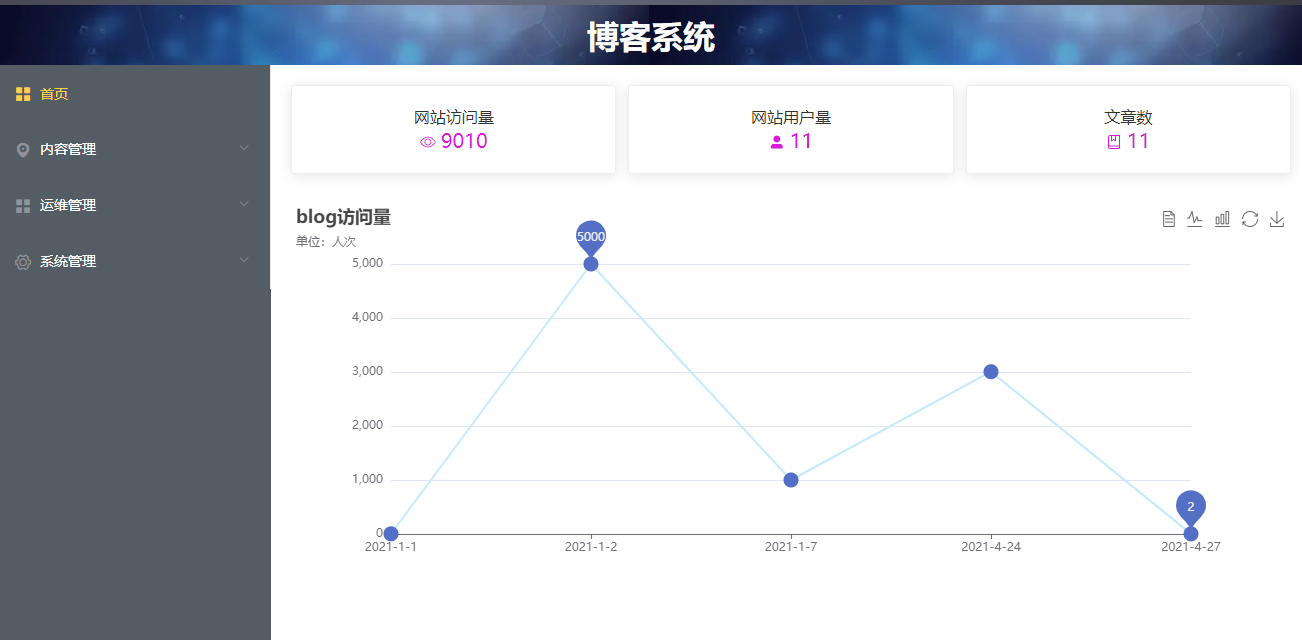 博客系统
首页
内容管理
运维管理
系统管理
网站访问量
9010
网站用户量
11
文章数
11
blog访问量
单位：人次
5000
5,000
4,000
3,000
2,000
1,000
2
0
2021-1-1
2021-1-2
2021-1-7
2021-4-24
2021-4-27